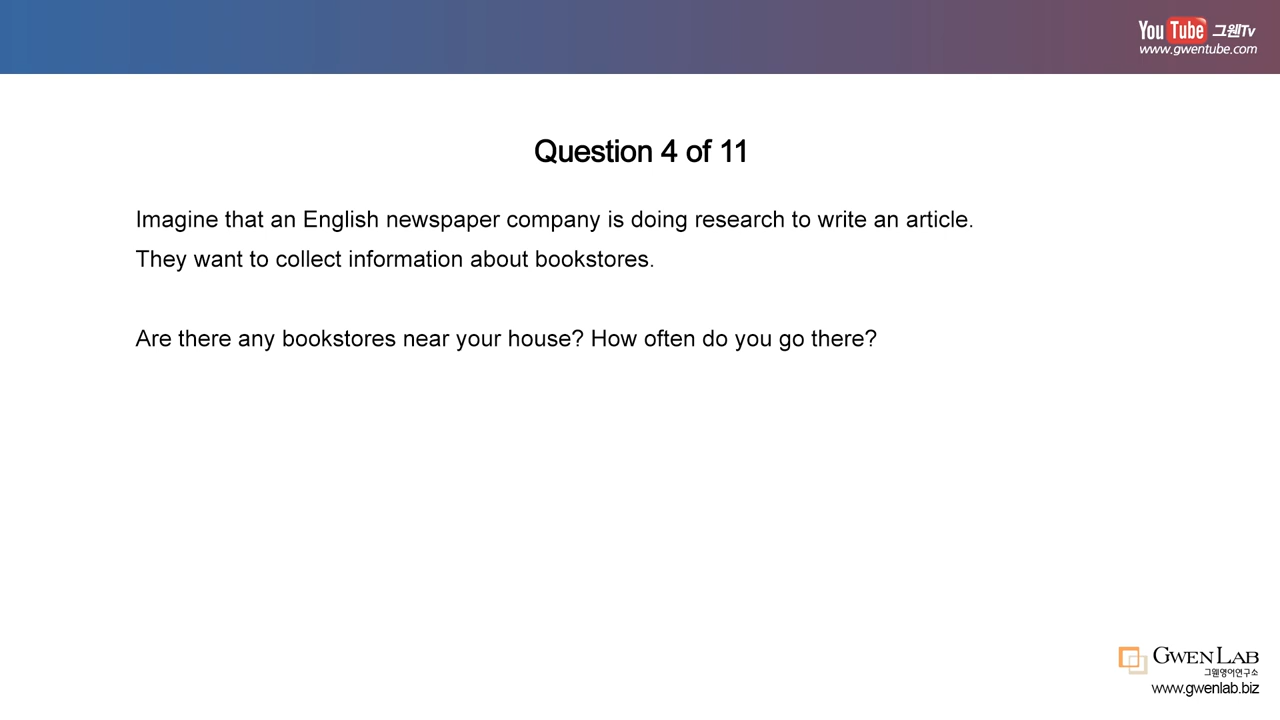 YouTube 그웬Tv
www.gwentube.com
Question 4 of 11
Imagine that an English newspaper company is doing research to write an article.
They want to collect information about bookstores.
Are there any bookstores near your house? How often do you go there?
GWEN LAB
그웬영어연구소
www.gwenlab.biz